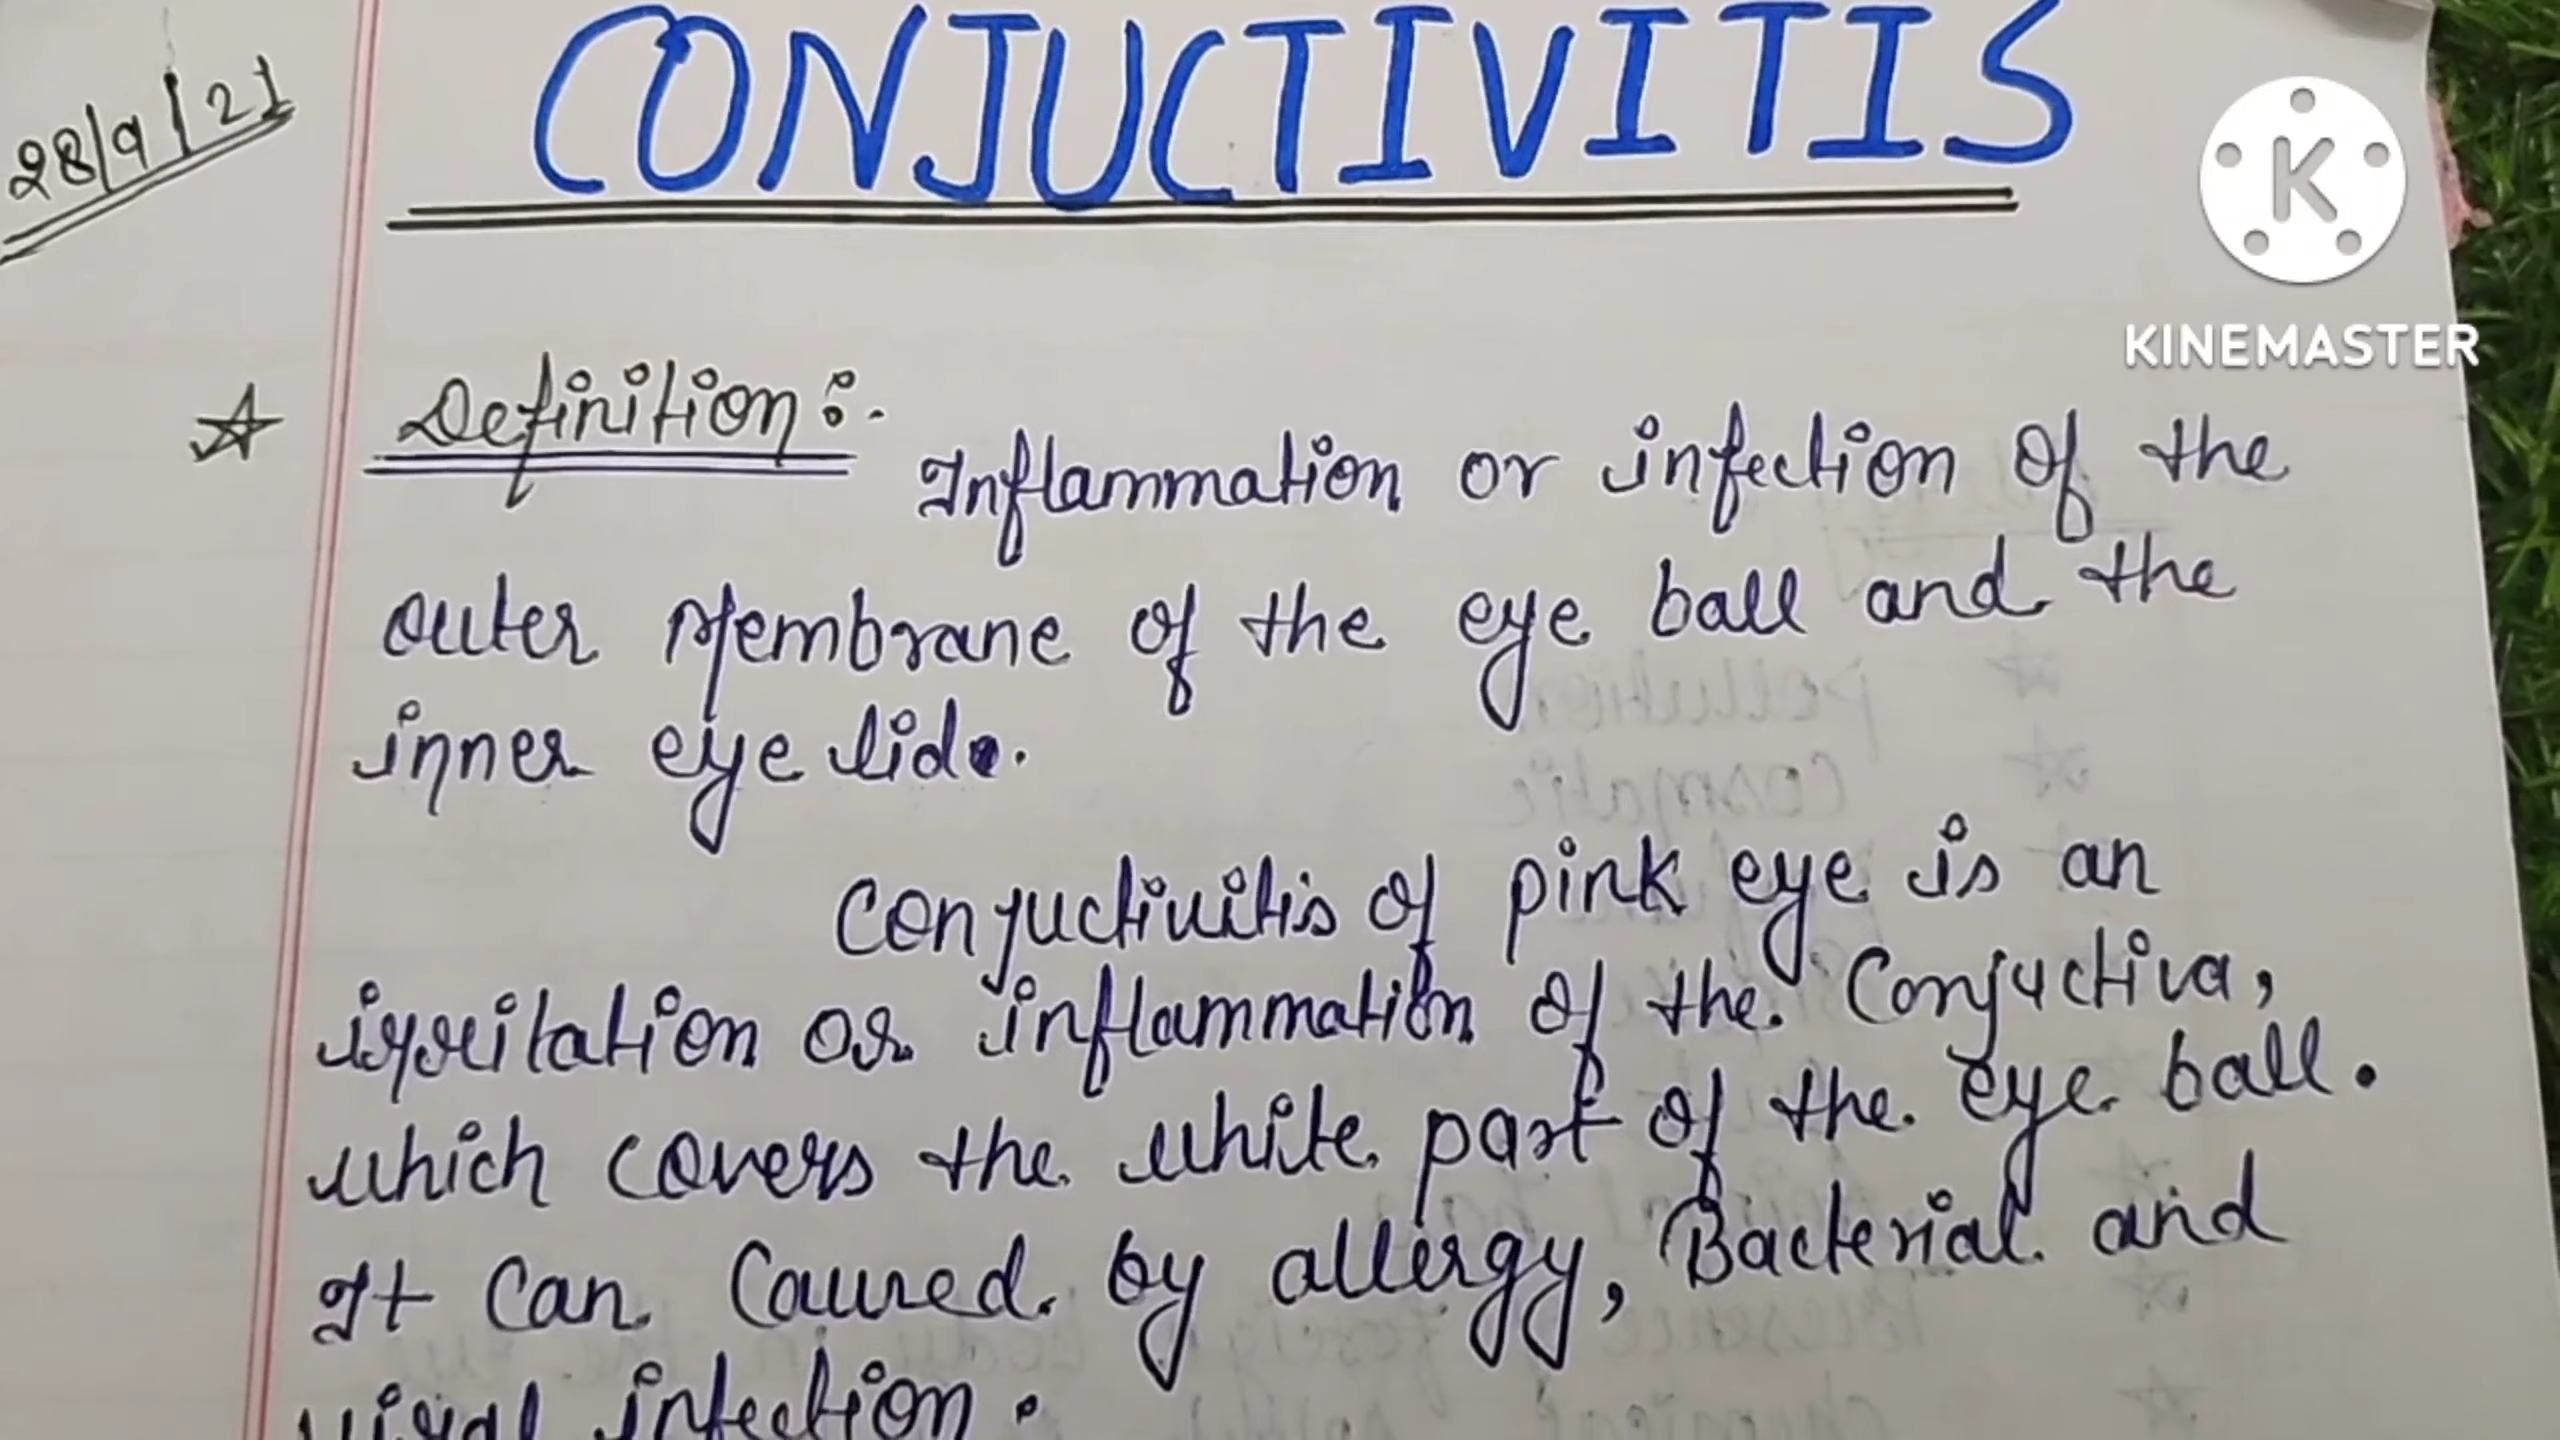 CONJUCTIVITIS
28/9/21
KINEMASTER
☆ Definition :-
Inflammation or infection of the
outer Membrane of the eye ball and the
inner eye lid.
Conjuctivitis of pink eye is an
irritation or inflammation of the Conjuctiva,
which covers the white part of the eye ball.
It Can Caused by allergy, Bacterial and
viral infection.